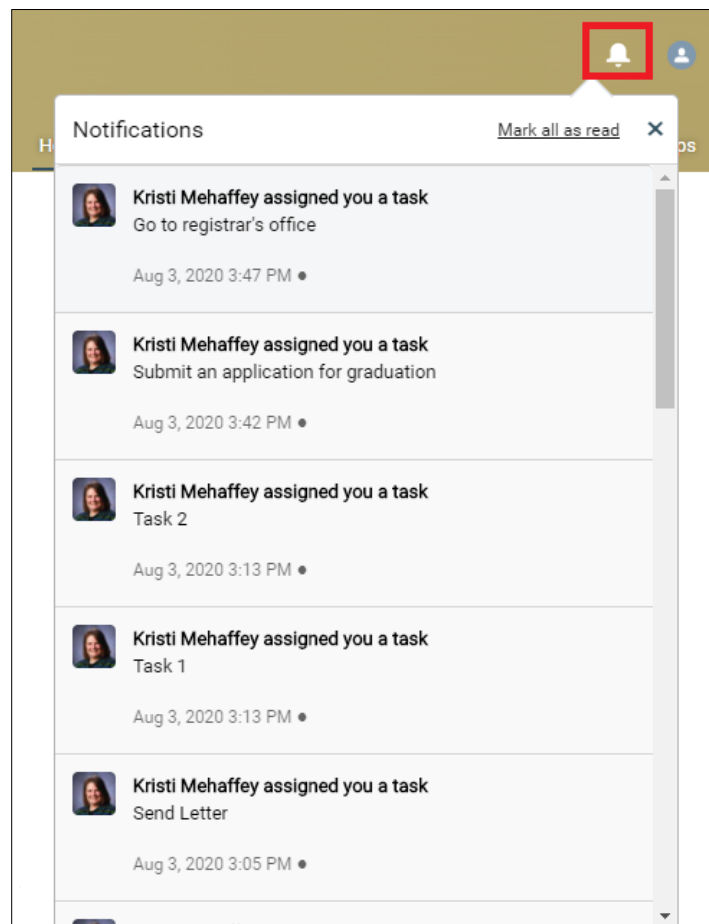 Notifications
Mark all as read
Kristi Mehaffey assigned you a task
Go to registrar's office
Aug 3, 2020 3:47 PM
Kristi Mehaffey assigned you a task
Submit an application for graduation
Aug 3, 2020 3:42 PM
Kristi Mehaffey assigned you a task
Task 2
Aug 3, 2020 3:13 PM
Kristi Mehaffey assigned you a task
Task 1
Aug 3, 2020 3:13 PM
Kristi Mehaffey assigned you a task
Send Letter
Aug 3, 2020 3:05 PM